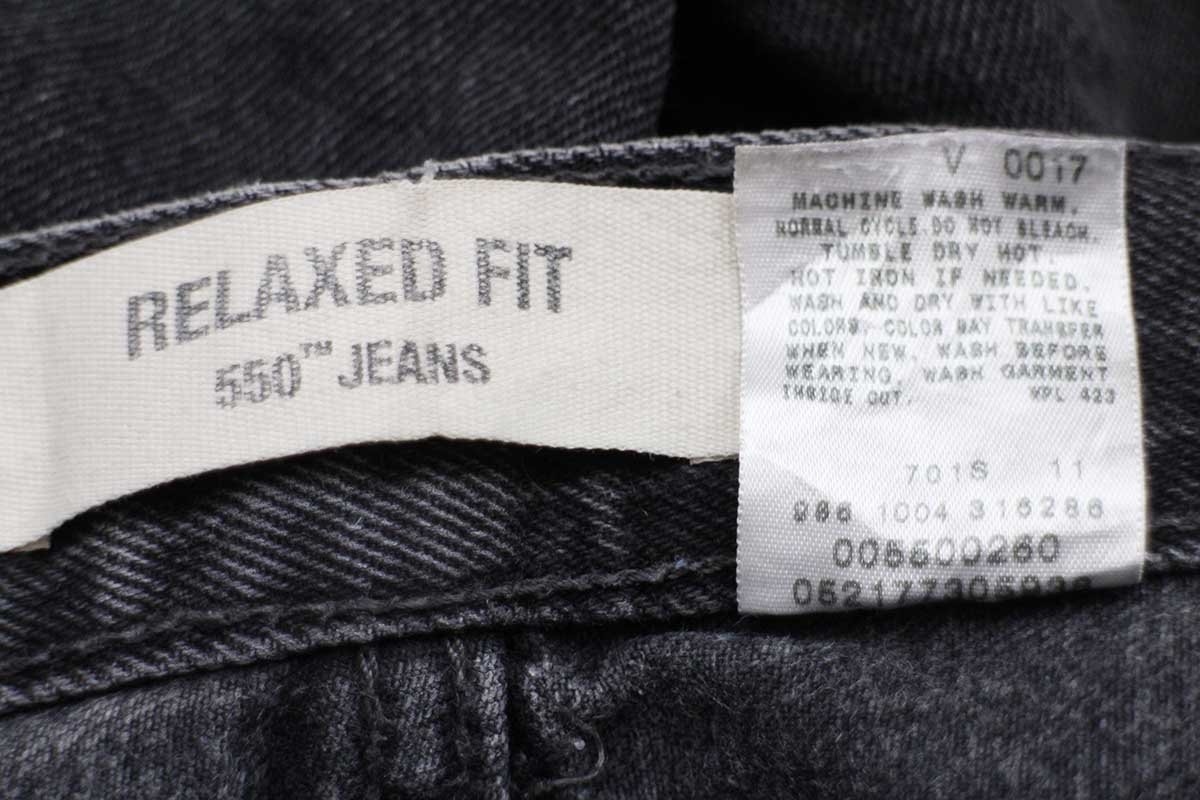 RELAXED FIT
550™ JEANS
V 0017
MACHINE WASH WARM.
NORMAL CYCLE.DO NOT BLEACH.
TUMBLE DRY HOT.
HOT IRON IF NEEDED.
WASH AND DRY WITH LIKE
COLORS. COLOR MAY TRANSFER
WHEN NEW. WASH BEFORE
WEARING. WASH GARMENT
INSIDE OUT. WPL 423
701S 11
1004 316286